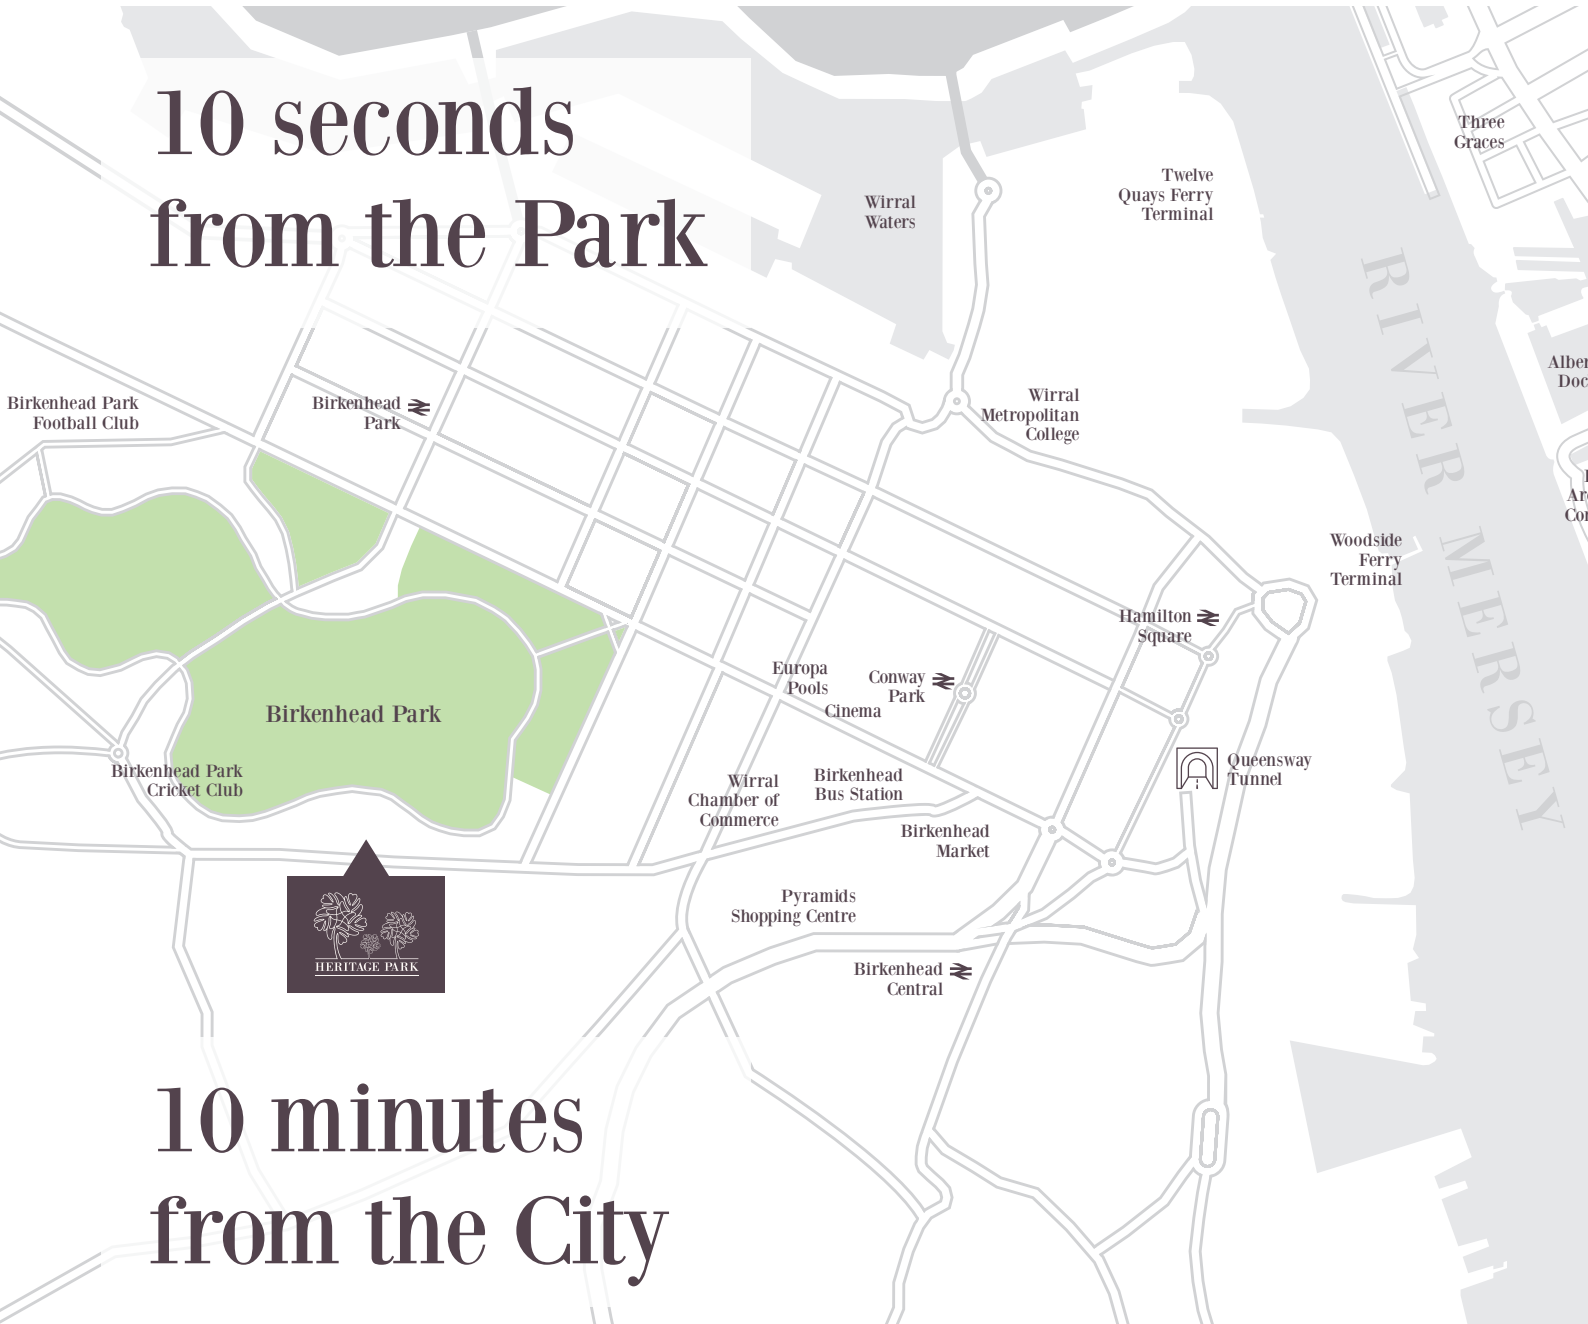 10 seconds
from the Park
Three
Graces
Twelve
Quays Ferry
Terminal
Wirral
Waters
RIVER MERSEY
Wirral
Metropolitan
College
Birkenhead Park
Football Club
Birkenhead
Park
Woodside
Ferry
Terminal
Hamilton
Square
Europa
Pools
Conway
Park
Cinema
Birkenhead Park
Birkenhead Park
Cricket Club
Queensway
Tunnel
Wirral
Chamber of
Commerce
Birkenhead
Bus Station
Birkenhead
Market
Pyramids
Shopping Centre
HERITAGE PARK
Birkenhead
Central
10 minutes
from the City